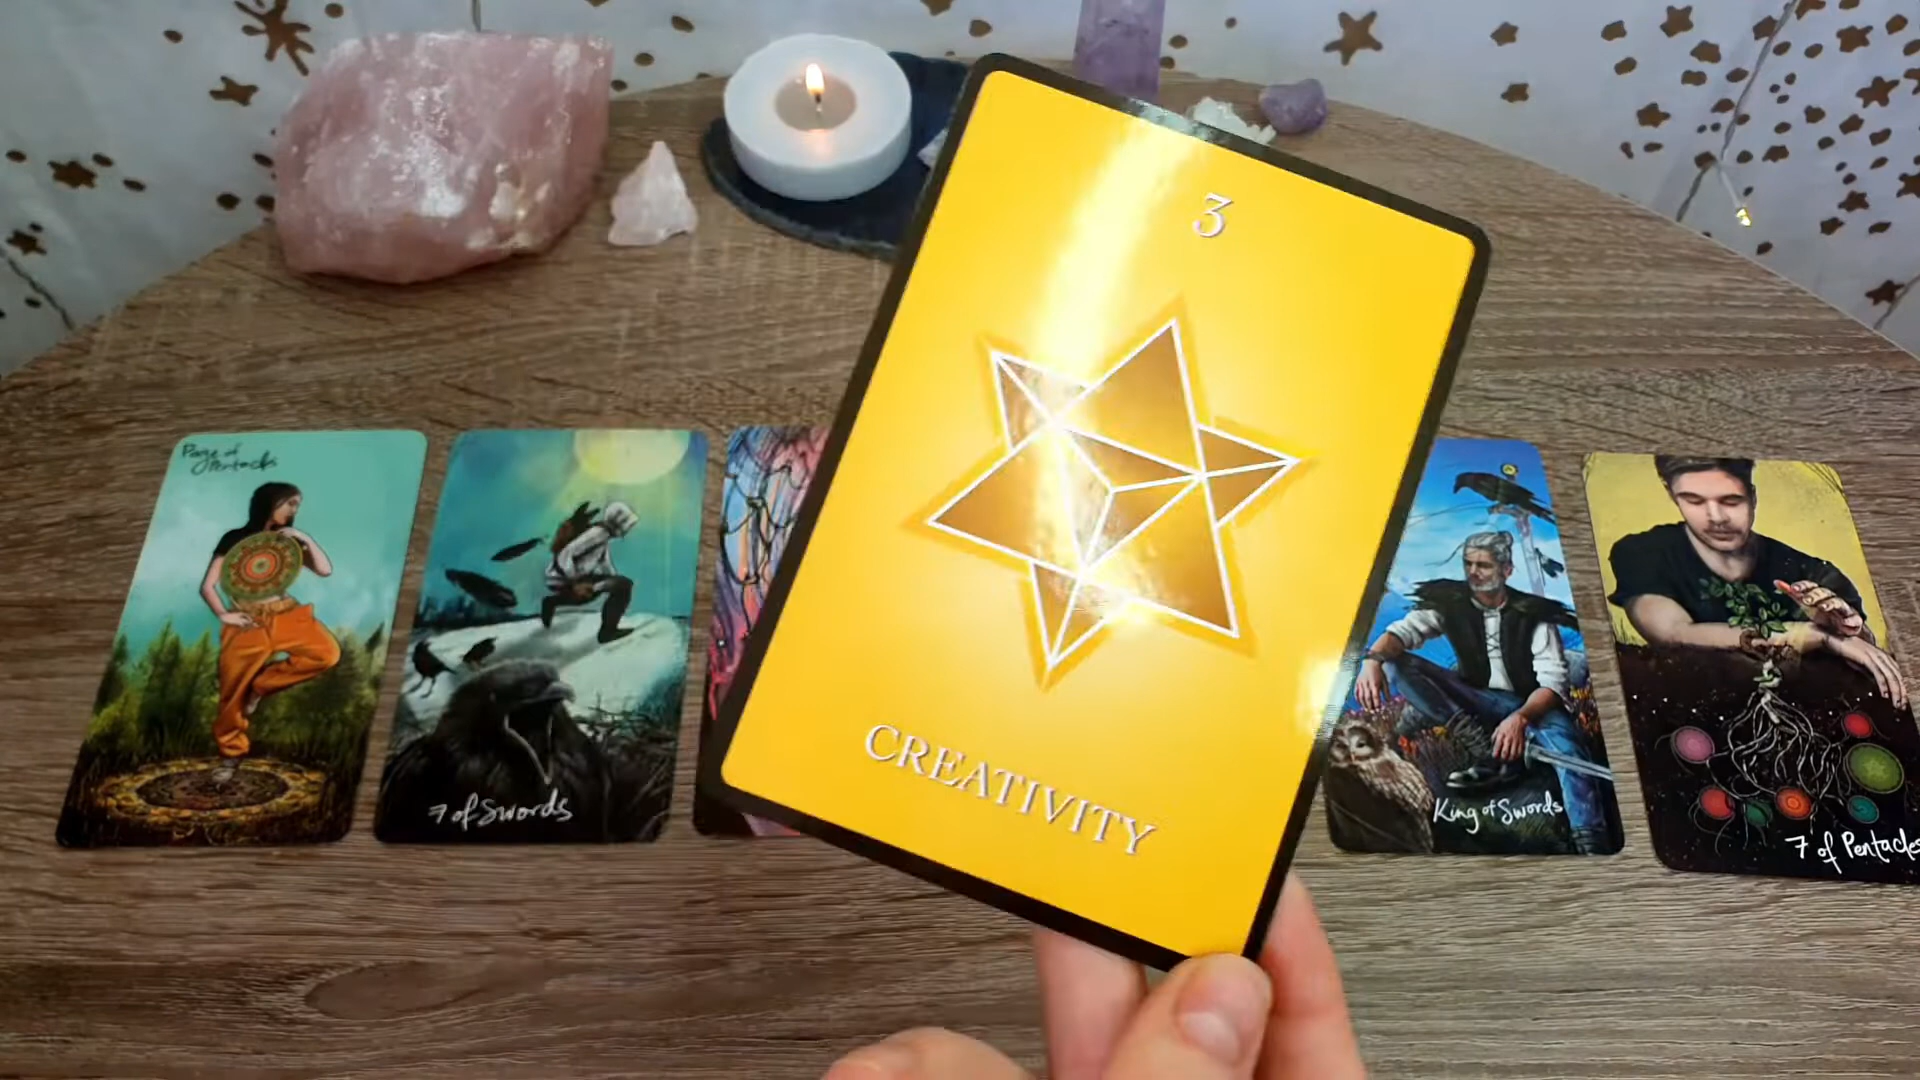 3
CREATIVITY
Page of
Pentacles
7 of Swords
King of Swords
7 of Pentacles